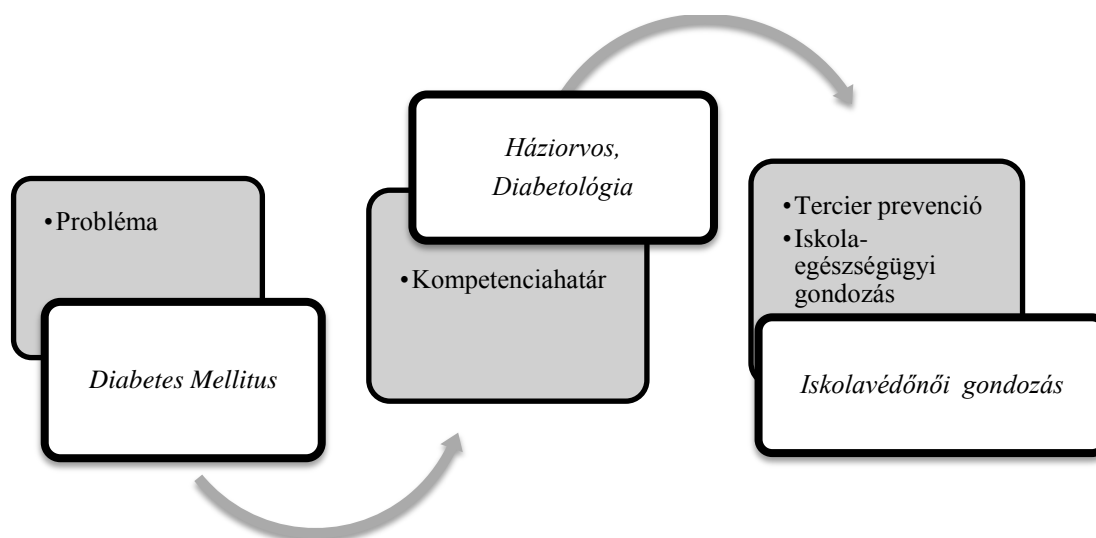 •Probléma
Diabetes Mellitus
Háziorvos,
Diabetológia
•Kompetenciahatár
•Tercier prevenció
•Iskola-
egészségügyi
gondozás
Iskolavédőnői gondozás